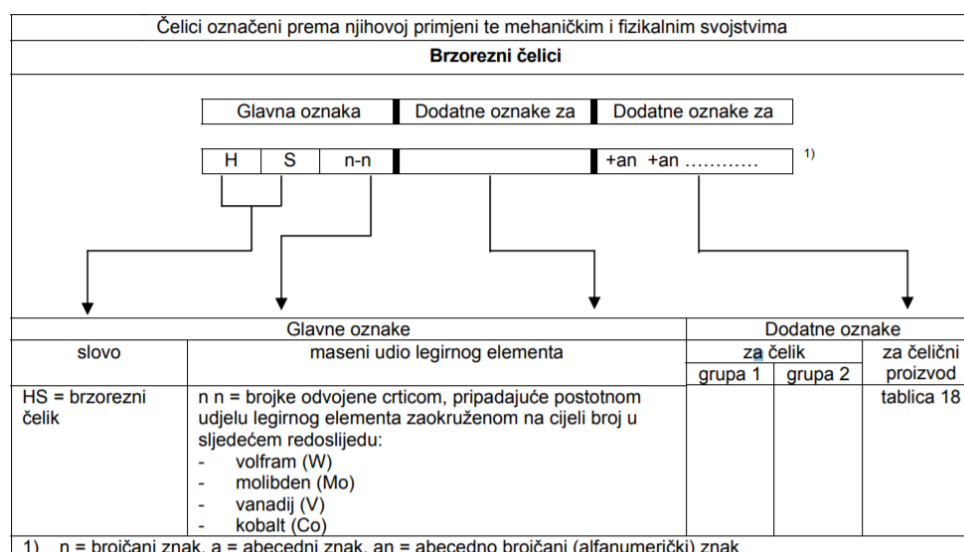 Čelici označeni prema njihovoj primjeni te mehaničkim i fizikalnim svojstvima
Brzorezni čelici
Glavna oznaka Dodatne oznake za Dodatne oznake za
H S n-n +an +an ............ 1)
Glavne oznake Dodatne oznake
slovo maseni udio legirnog elementa za čelik za čelični proizvod
grupa 1 grupa 2
HS = brzorezni čelik
n n = brojke odvojene crticom, pripadajuće postotnom
udjelu legirnog elementa zaokruženom na cijeli broj u
sljedećem redoslijedu:
- volfram (W)
- molibden (Mo)
- vanadij (V)
- kobalt (Co)
tablica 18
1) n = brojčani znak, a = abecedni znak, an = abecedno brojčani (alfanumerički) znak